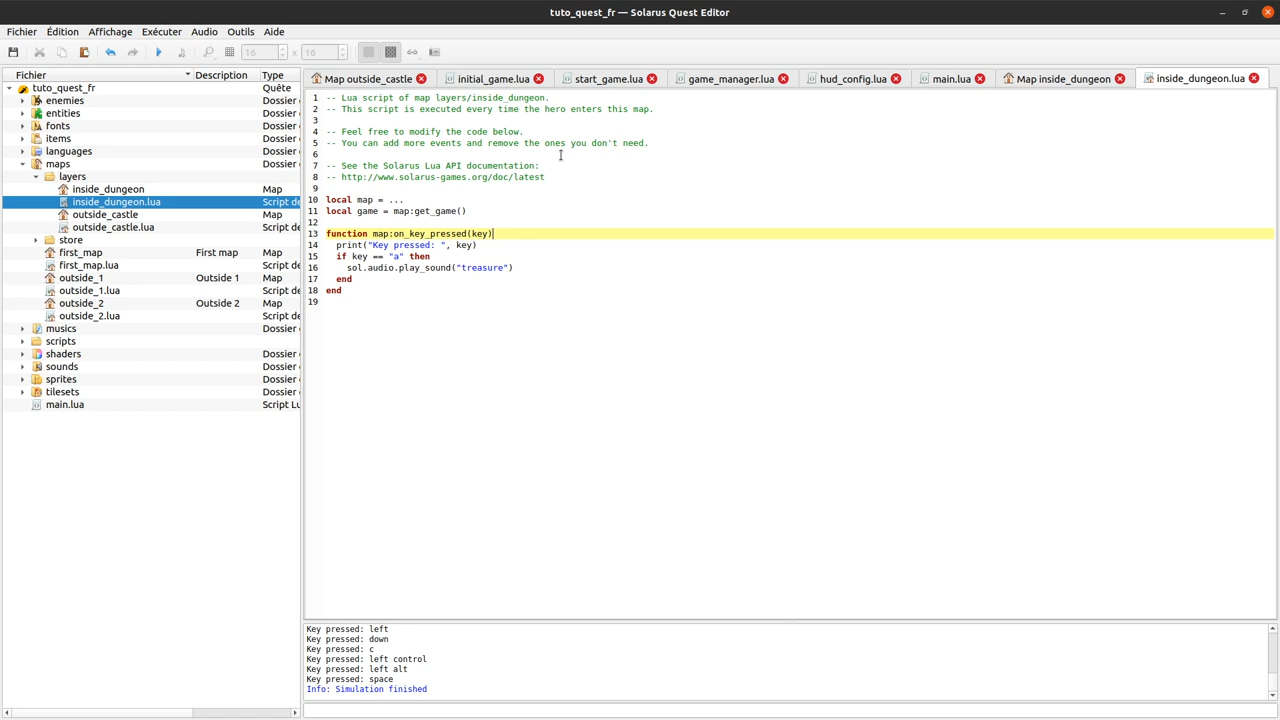 tuto_quest_fr — Solarus Quest Editor
Fichier Édition Affichage Exécuter Audio Outils Aide
16 x 16
Fichier Description Type
tuto_quest_fr Quête
enemies Dossier
entities Dossier
fonts Dossier
items Dossier
languages Dossier
maps Dossier
layers Dossier
inside_dungeon Map
inside_dungeon.lua Script de
outside_castle Map
outside_castle.lua Script de
store Dossier
first_map First map Map
first_map.lua Script de
outside_1 Outside 1 Map
outside_1.lua Script de
outside_2 Outside 2 Map
outside_2.lua Script de
musics Dossier
scripts Dossier
shaders Dossier
sounds Dossier
sprites Dossier
tilesets Dossier
main.lua Script Lu
Map outside_castle initial_game.lua start_game.lua game_manager.lua hud_config.lua main.lua Map inside_dungeon inside_dungeon.lua
1 -- Lua script of map layers/inside_dungeon.
2 -- This script is executed every time the hero enters this map.
3
4 -- Feel free to modify the code below.
5 -- You can add more events and remove the ones you don't need.
6
7 -- See the Solarus Lua API documentation:
8 -- http://www.solarus-games.org/doc/latest
9
10 local map = ...
11 local game = map:get_game()
12
13 function map:on_key_pressed(key)
14 print("Key pressed: ", key)
15 if key == "a" then
16 sol.audio.play_sound("treasure")
17 end
18 end
19
Key pressed: left
Key pressed: down
Key pressed: c
Key pressed: left control
Key pressed: left alt
Key pressed: space
Info: Simulation finished